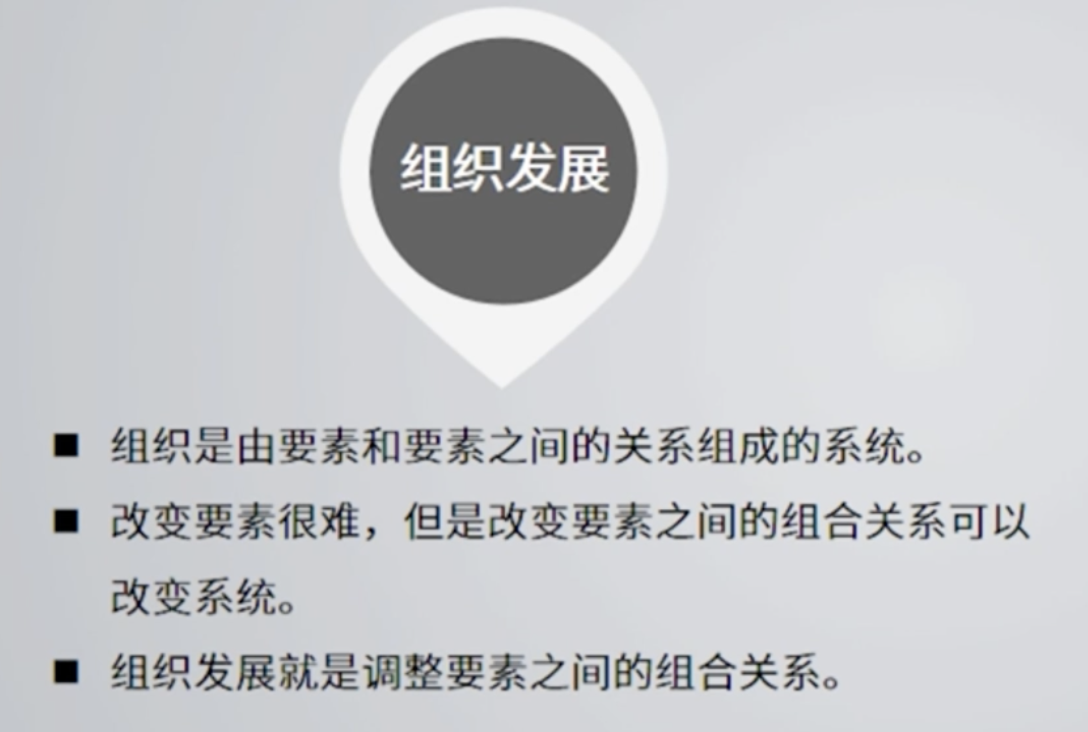 组织发展
■ 组织是由要素和要素之间的关系组成的系统。
■ 改变要素很难，但是改变要素之间的组合关系可以
改变系统。
■ 组织发展就是调整要素之间的组合关系。